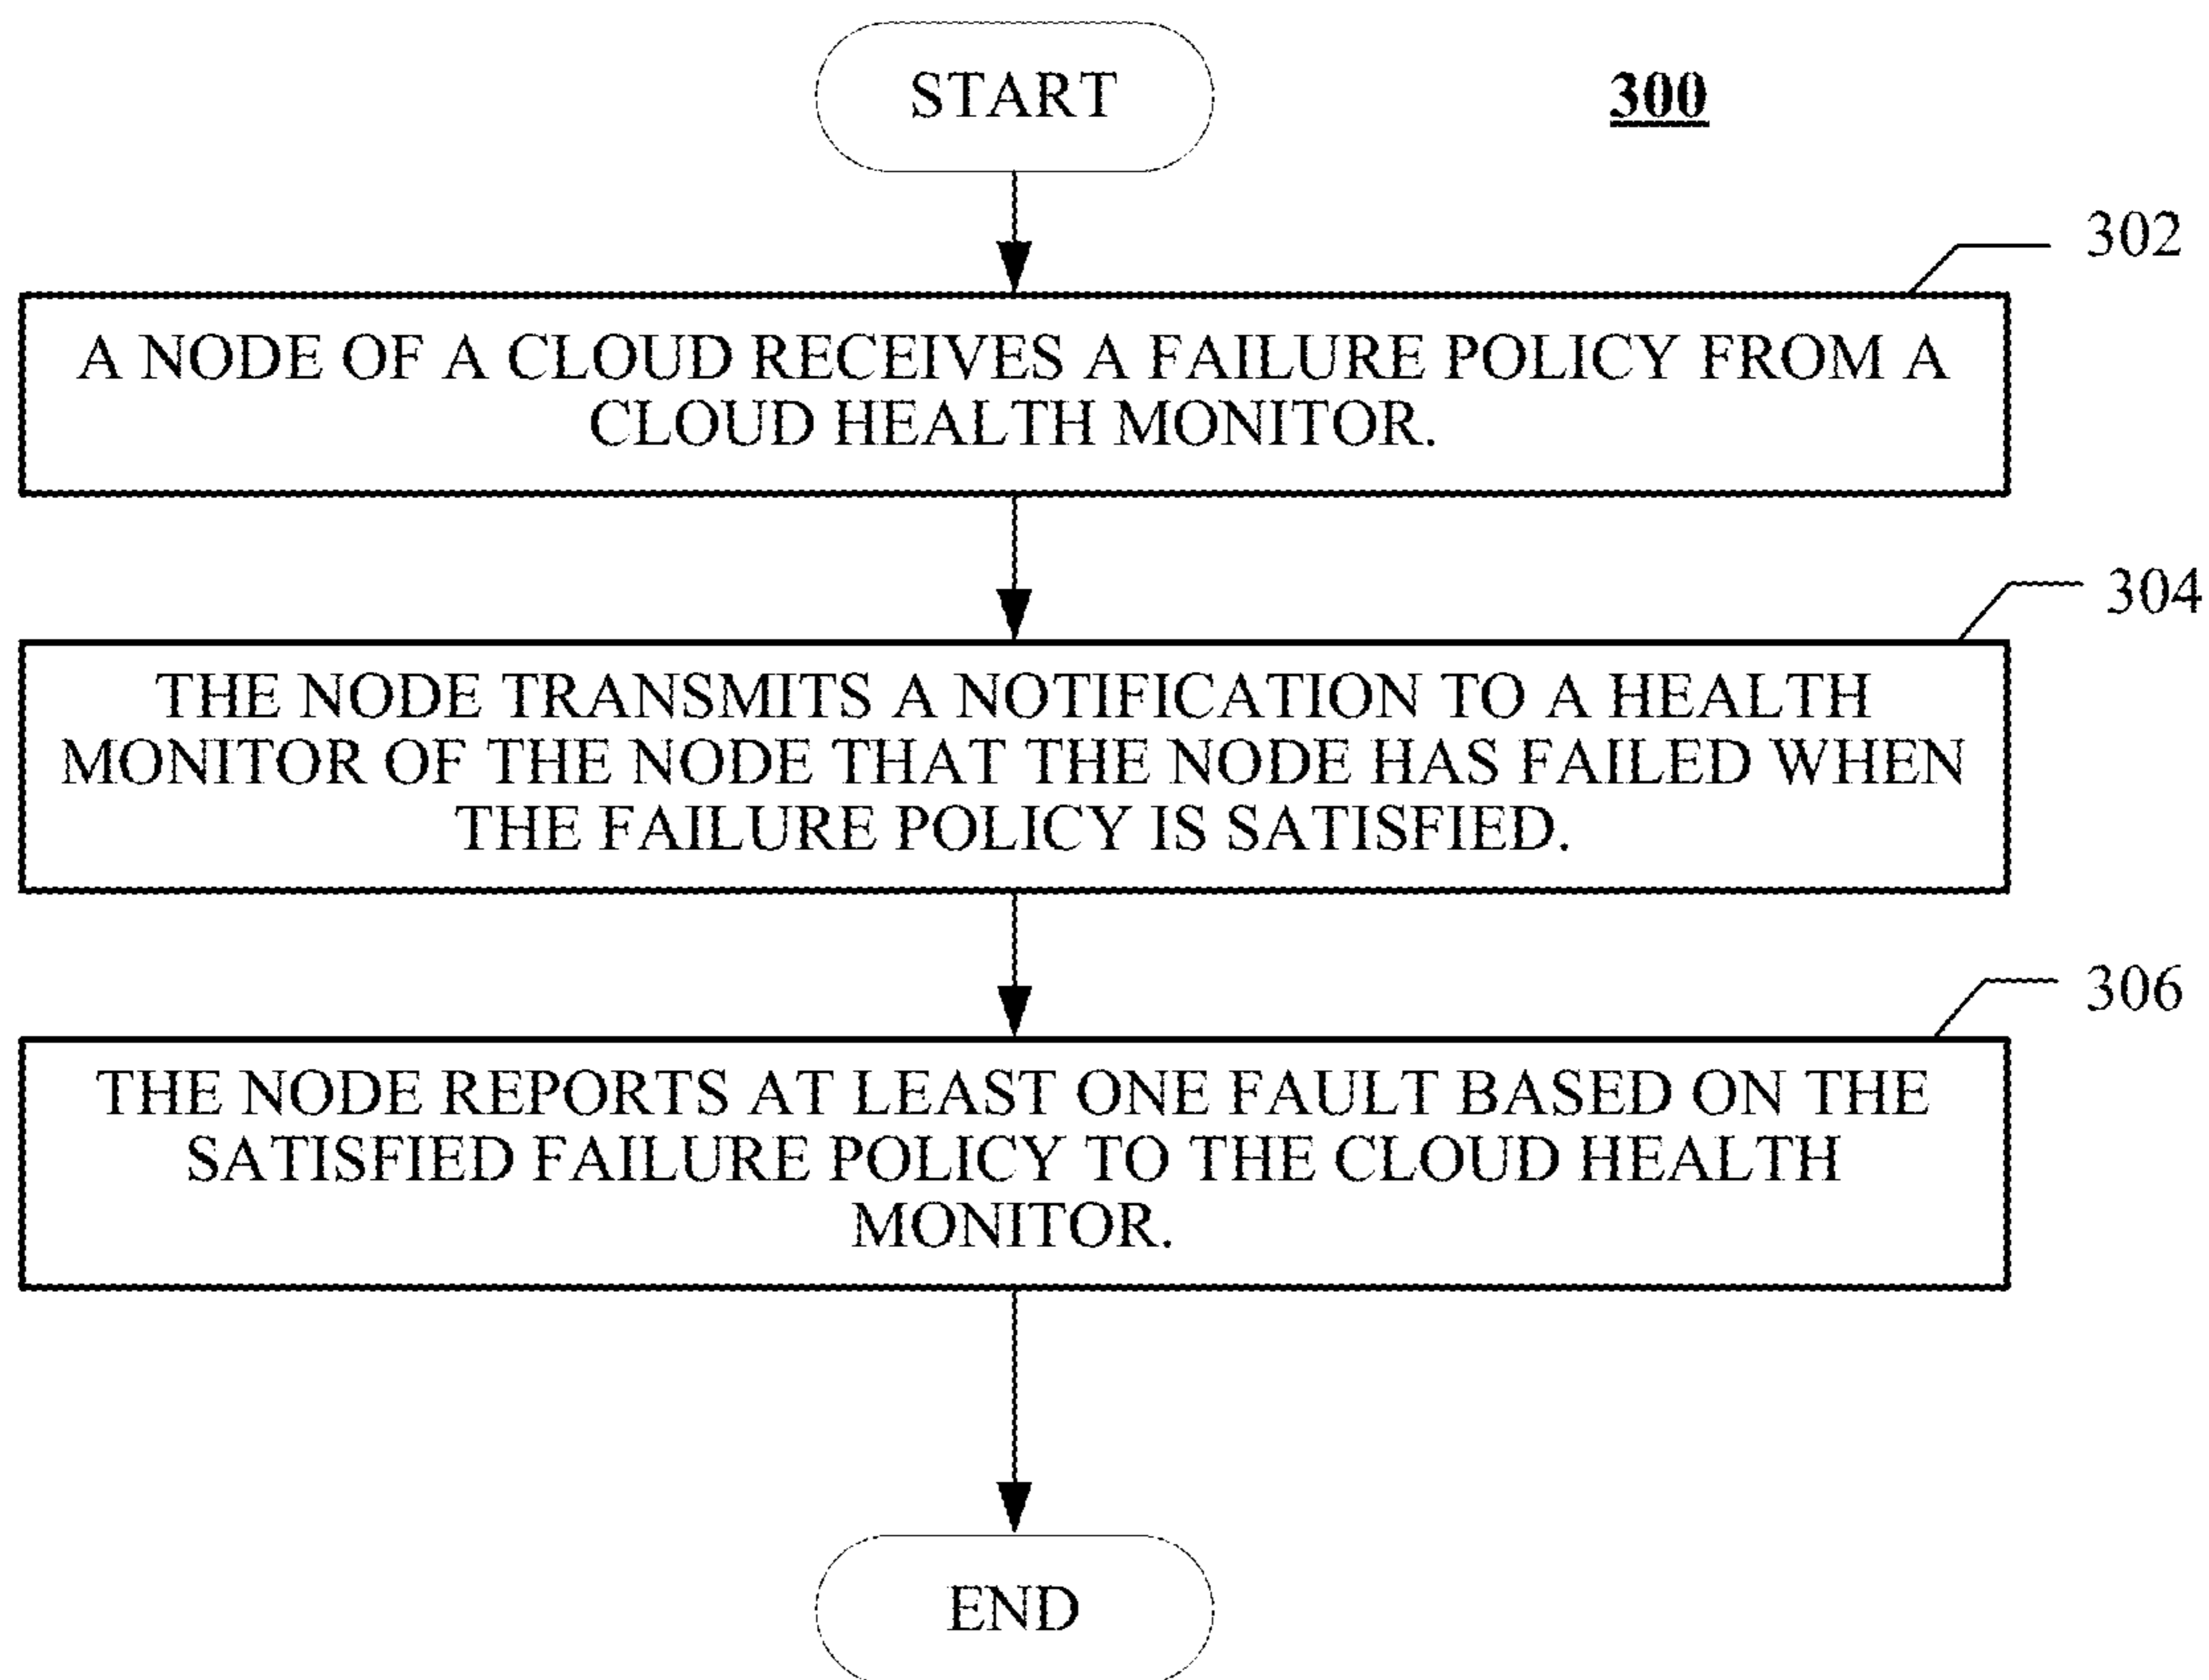 START
300
302
A NODE OF A CLOUD RECEIVES A FAILURE POLICY FROM A
CLOUD HEALTH MONITOR.
304
THE NODE TRANSMITS A NOTIFICATION TO A HEALTH
MONITOR OF THE NODE THAT THE NODE HAS FAILED WHEN
THE FAILURE POLICY IS SATISFIED.
306
THE NODE REPORTS AT LEAST ONE FAULT BASED ON THE
SATISFIED FAILURE POLICY TO THE CLOUD HEALTH
MONITOR.
END